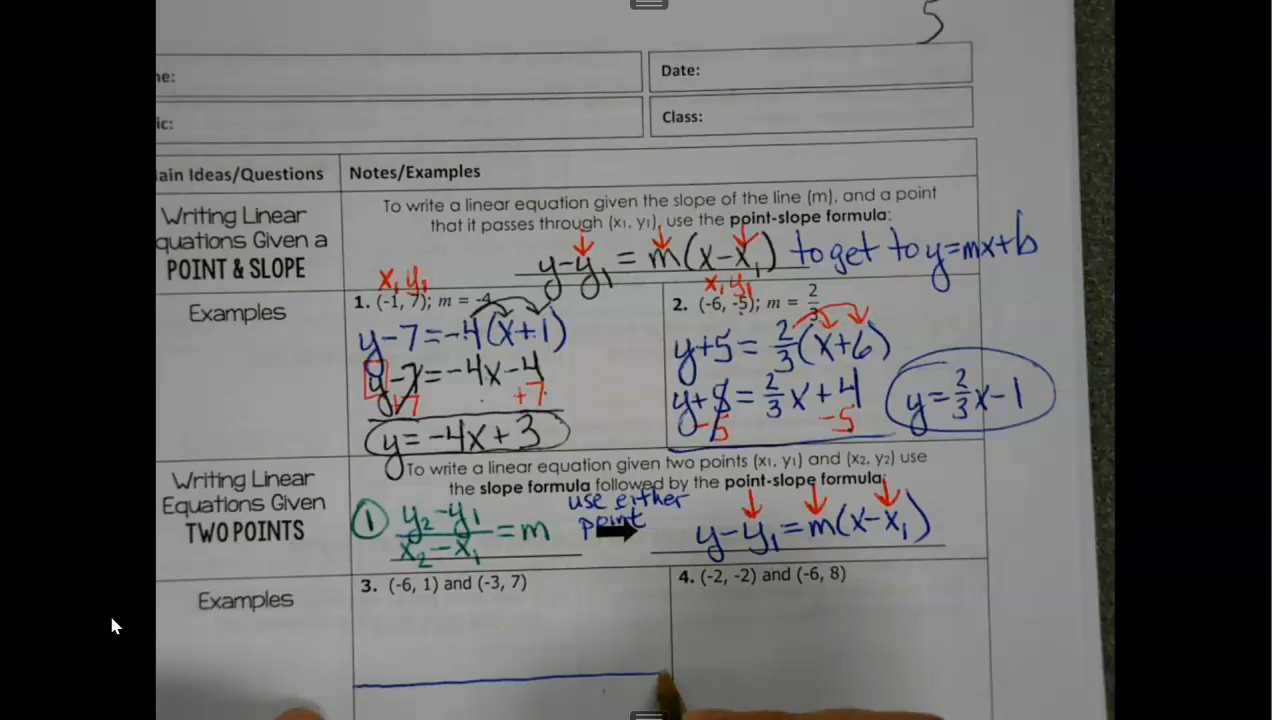 5
ne:
Date:
ic:
Class:
ain Ideas/Questions
Notes/Examples
Writing Linear
quations Given a
POINT & SLOPE
To write a linear equation given the slope of the line (m), and a point
that it passes through (x₁, y₁), use the point-slope formula:
y-y₁ = m(x-x₁) to get to y=mx+b
Examples
x₁ y₁
1. (-1, 7); m = -4
y-7=-4(x+1)
y-7=-4x-4
+7 +7
y=-4x+3
x₁ y₁
2. (-6, -5); m = 2/3
y+5=2/3(x+6)
y+5=2/3x+4
-5 -5
y=2/3x-1
Writing Linear
Equations Given
TWO POINTS
To write a linear equation given two points (x₁, y₁) and (x₂, y₂) use
the slope formula followed by the point-slope formula:
① y₂-y₁/x₂-x₁=m
use either
point
y-y₁=m(x-x₁)
Examples
3. (-6, 1) and (-3, 7)
4. (-2, -2) and (-6, 8)